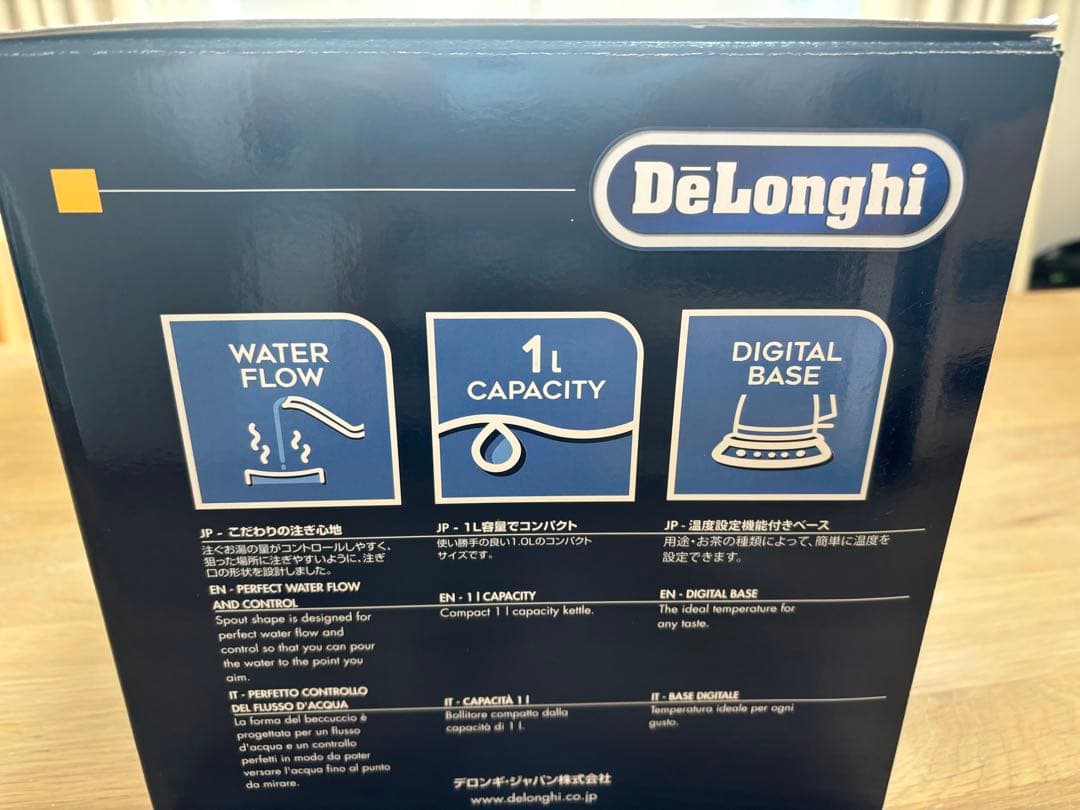 DēLonghi
WATER
FLOW
1L
CAPACITY
DIGITAL
BASE
JP - こだわりの注ぎ心地
注ぐお湯の量がコントロールしやすく、
狙った場所に注ぎやすいように、注ぎ
口の形状を設計しました。
EN - PERFECT WATER FLOW
AND CONTROL
Spout shape is designed for
perfect water flow and
control so that you can pour
the water to the point you
aim.
IT - PERFETTO CONTROLLO
DEL FLUSSO D'ACQUA
La forma del beccuccio è
progettata per un flusso
d'acqua e un controllo
perfetti in modo da poter
versare l'acqua fino al punto
da mirare.
JP - 1L容量でコンパクト
使い勝手の良い1.0Lのコンパクト
サイズです。
EN - 1 l CAPACITY
Compact 1 l capacity kettle.
IT - CAPACITÀ 1 l
Bollitore compatto dalla
capacità di 1 l.
JP - 温度設定機能付きベース
用途・お茶の種類によって、簡単に温度を
設定できます。
EN - DIGITAL BASE
The ideal temperature for
any taste.
IT - BASE DIGITALE
Temperatura ideale per ogni
gusto.
デロンギ・ジャパン株式会社
www.delonghi.co.jp